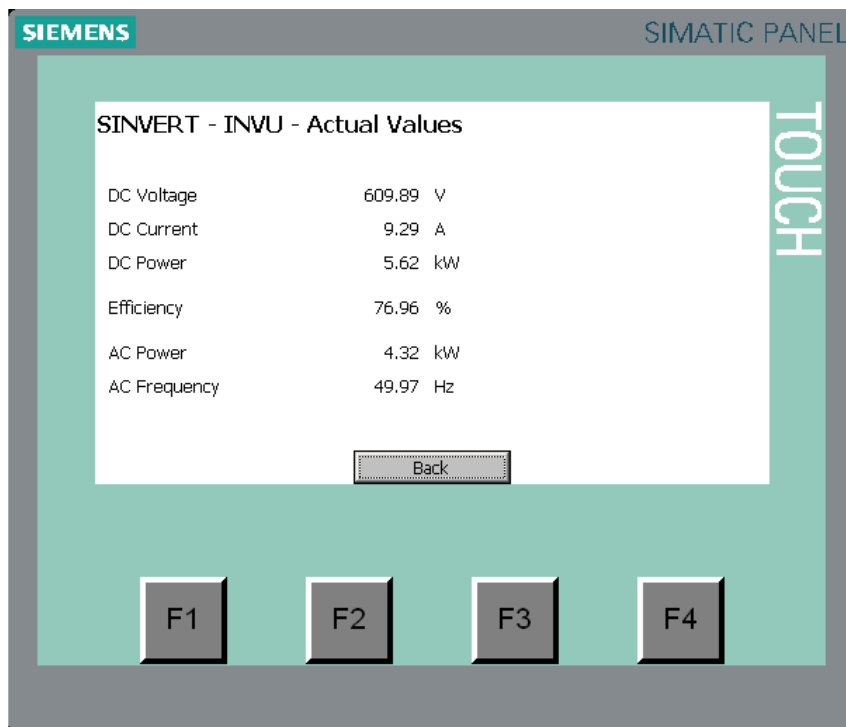 SIEMENS
SIMATIC PANEL
TOUCH
SINVERT - INVU - Actual Values
DC Voltage 609.89 V
DC Current 9.29 A
DC Power 5.62 kW
Efficiency 76.96 %
AC Power 4.32 kW
AC Frequency 49.97 Hz
Back
F1 F2 F3 F4